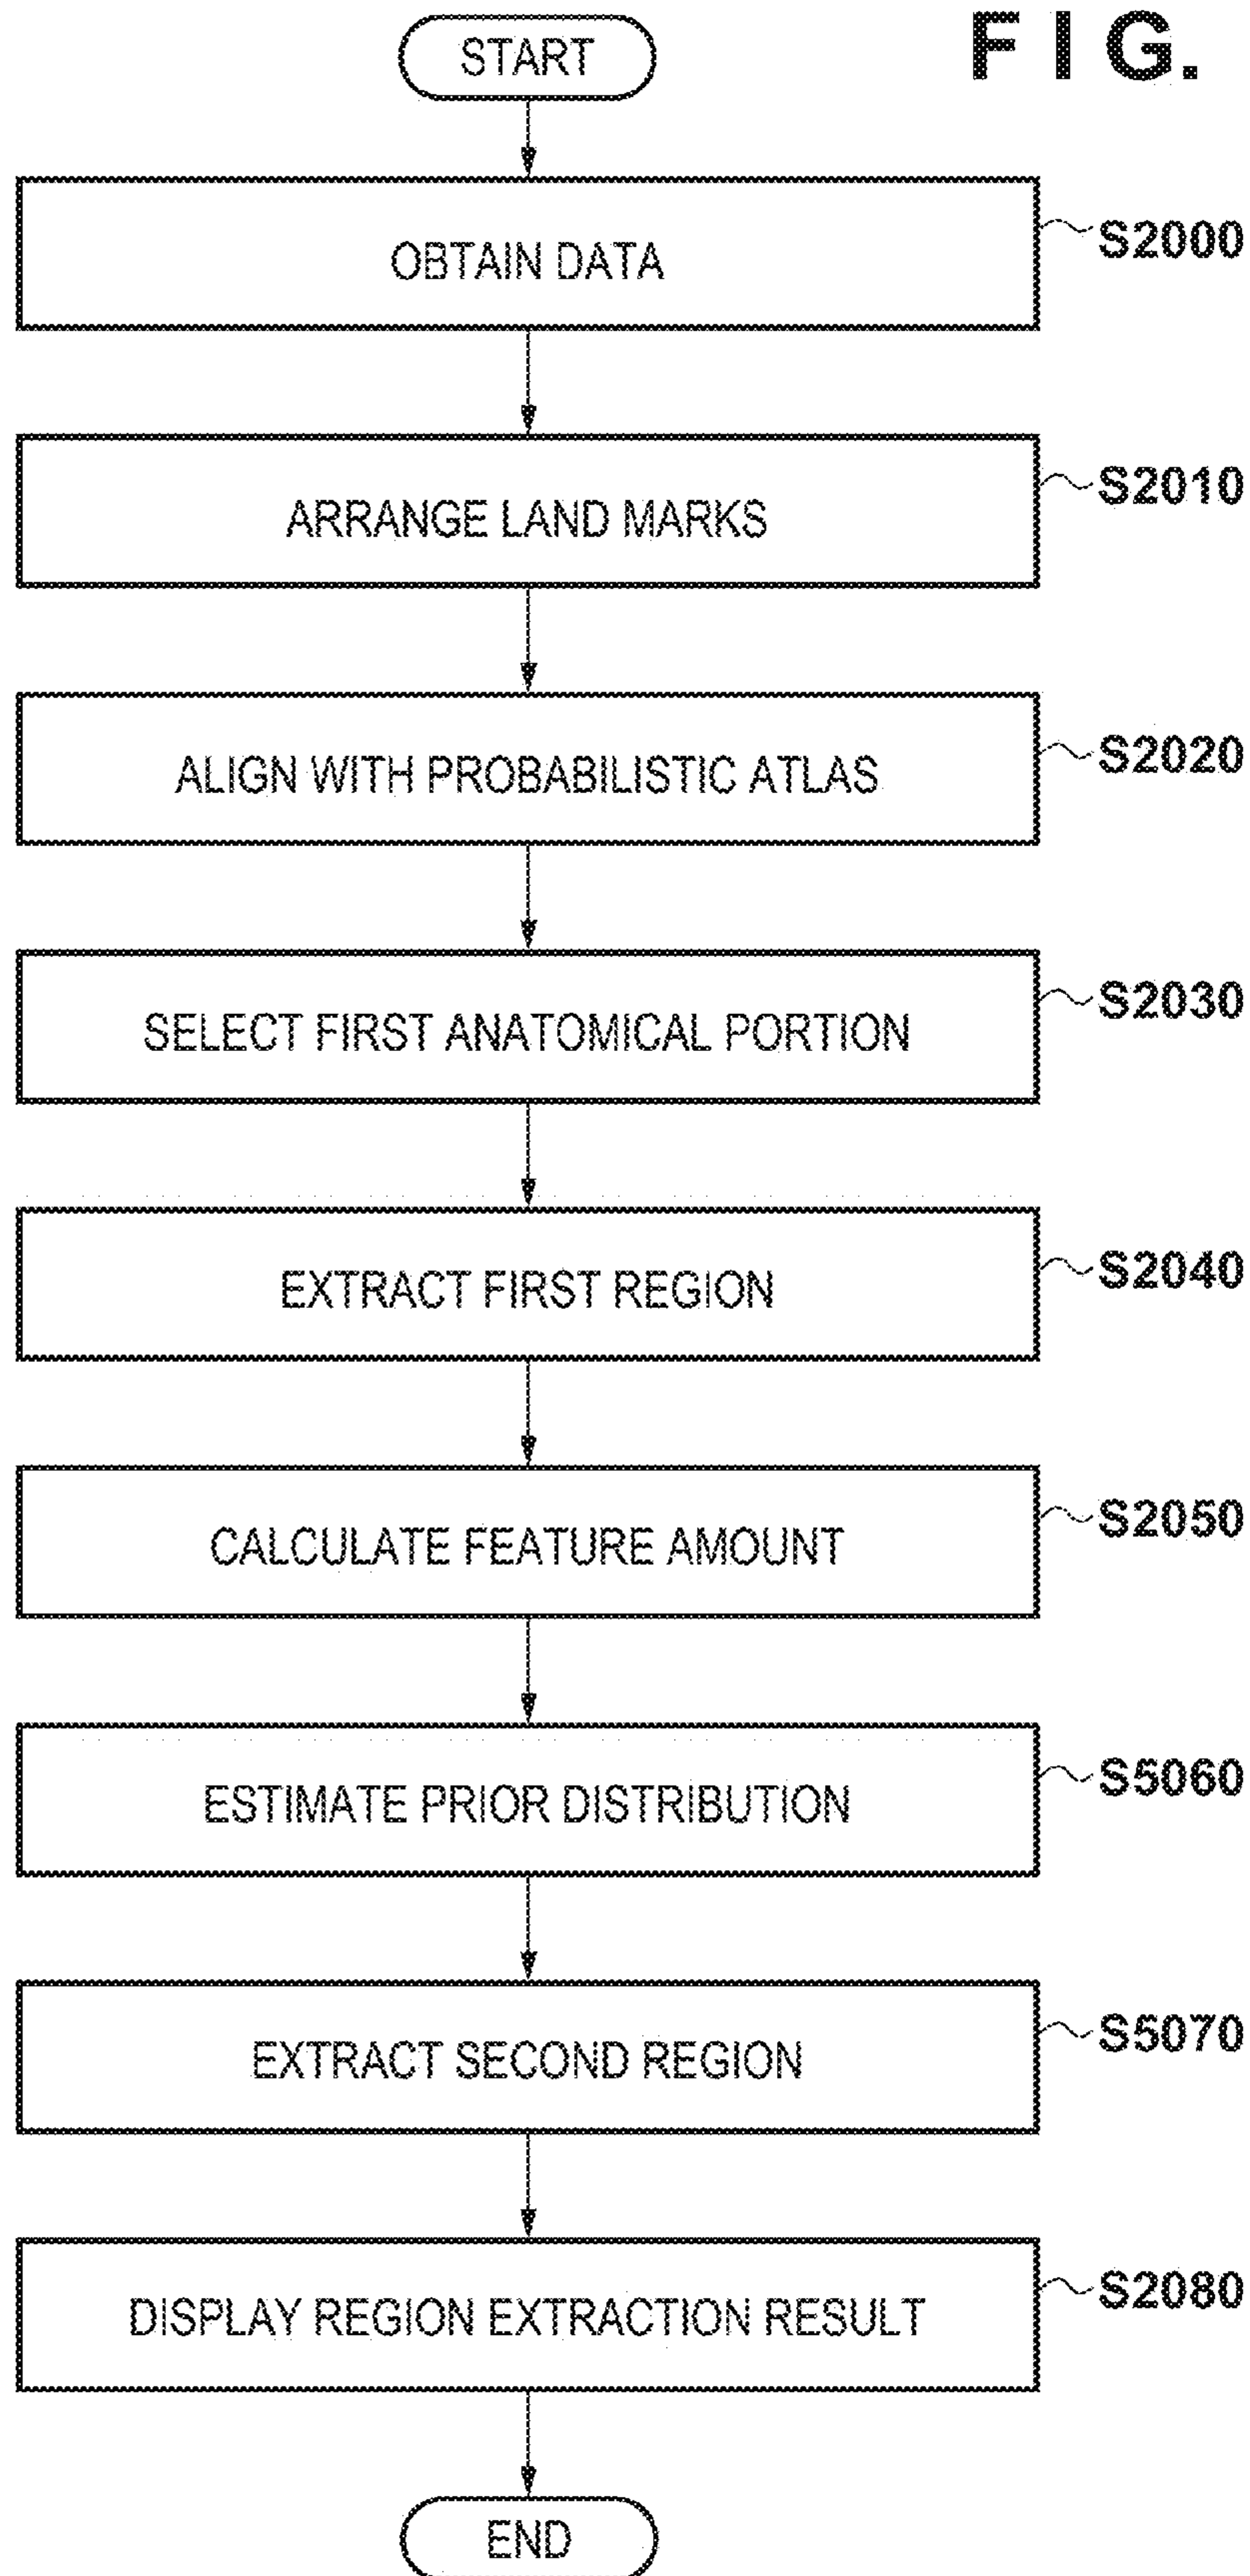 START
FIG.
OBTAIN DATA
S2000
ARRANGE LAND MARKS
S2010
ALIGN WITH PROBABILISTIC ATLAS
S2020
SELECT FIRST ANATOMICAL PORTION
S2030
EXTRACT FIRST REGION
S2040
CALCULATE FEATURE AMOUNT
S2050
ESTIMATE PRIOR DISTRIBUTION
S5060
EXTRACT SECOND REGION
S5070
DISPLAY REGION EXTRACTION RESULT
S2080
END